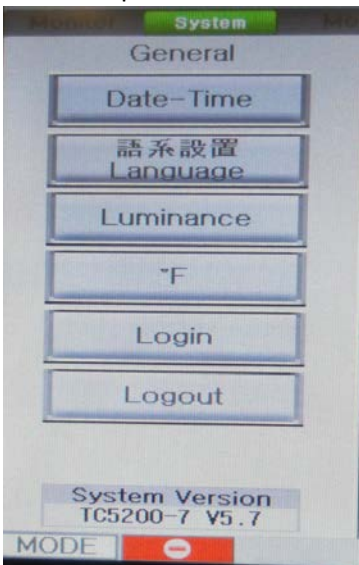 Monitor System
General
Date-Time
語系設置
Language
Luminance
°F
Login
Logout
System Version
TC5200-7 V5.7
MODE